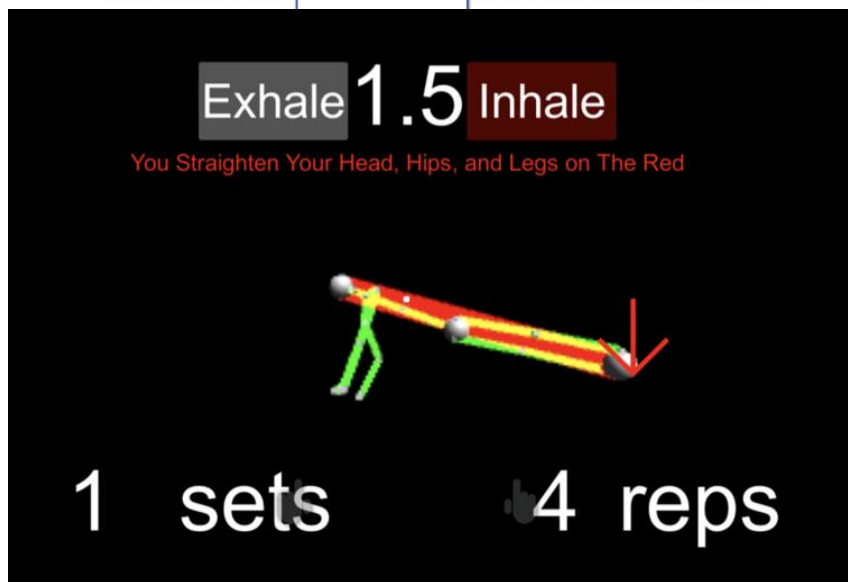 Exhale 1.5 Inhale
You Straighten Your Head, Hips, and Legs on The Red
1 sets 4 reps